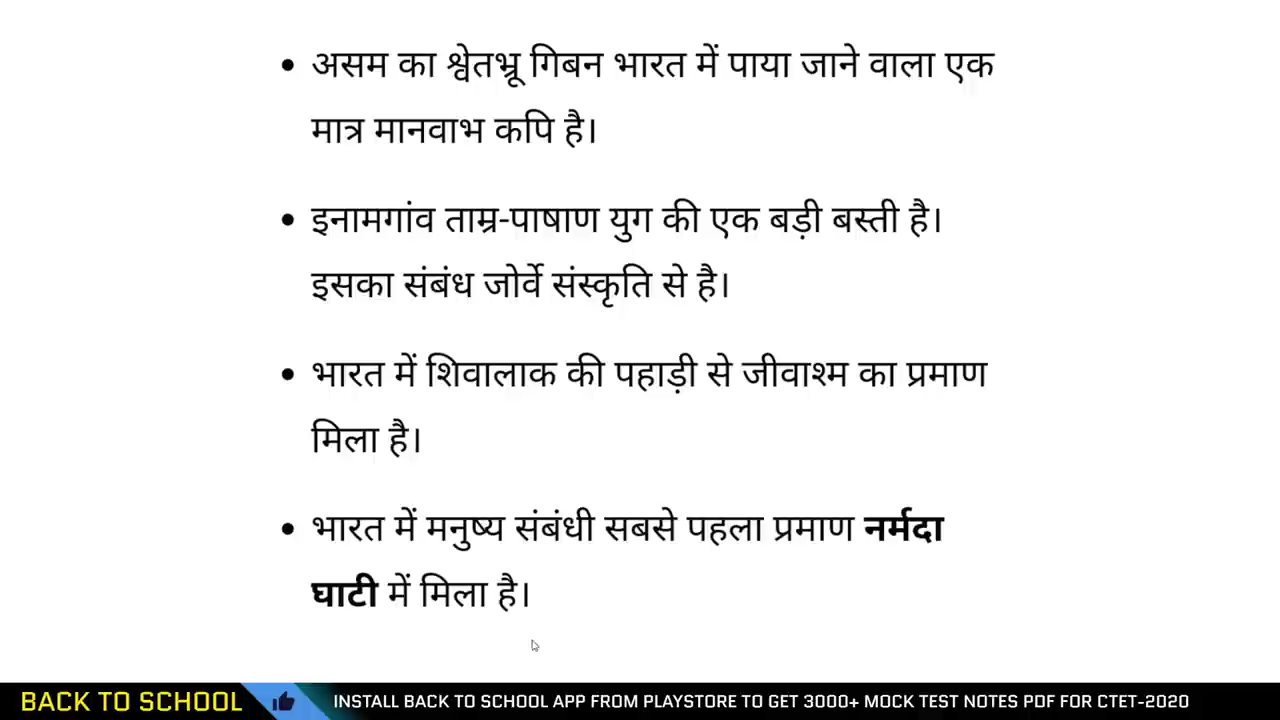 • असम का श्वेतभ्रू गिबन भारत में पाया जाने वाला एक
मात्र मानवाभ कपि है।
• इनामगांव ताम्र-पाषाण युग की एक बड़ी बस्ती है।
इसका संबंध जोर्वे संस्कृति से है।
• भारत में शिवालाक की पहाड़ी से जीवाश्म का प्रमाण
मिला है।
• भारत में मनुष्य संबंधी सबसे पहला प्रमाण नर्मदा
घाटी में मिला है।
BACK TO SCHOOL INSTALL BACK TO SCHOOL APP FROM PLAYSTORE TO GET 3000+ MOCK TEST NOTES PDF FOR CTET-2020